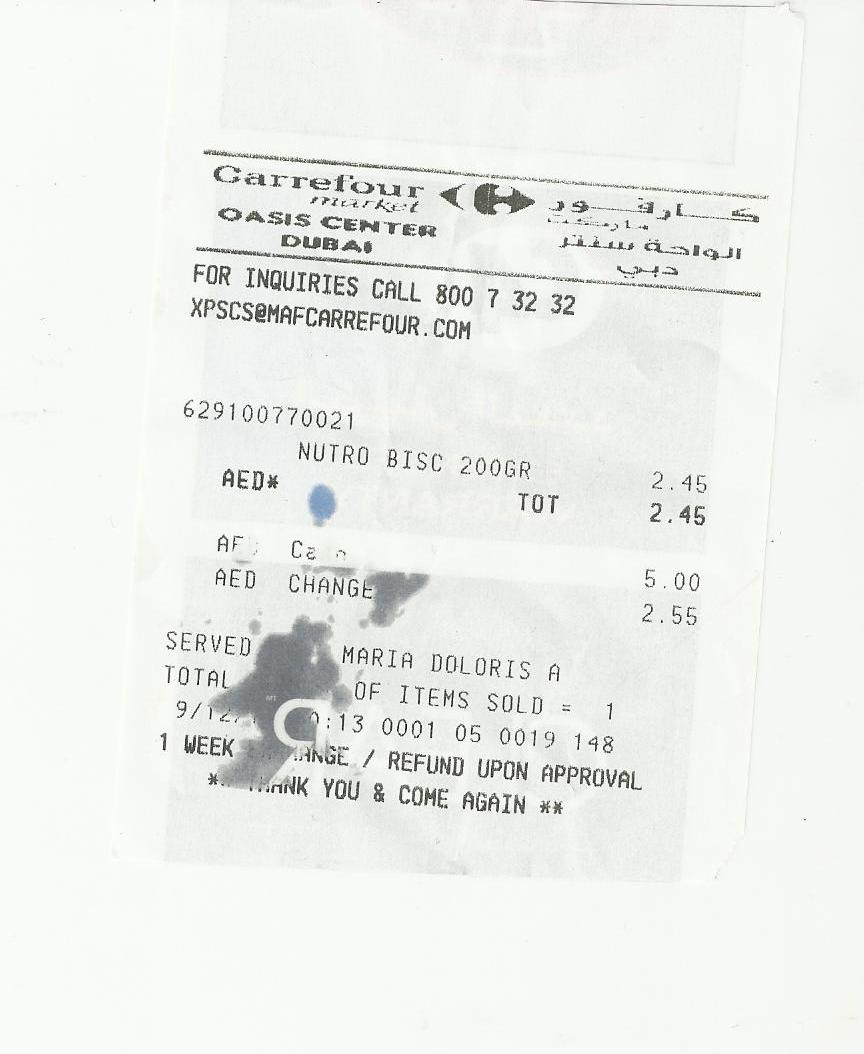 Carrefour
market
OASIS CENTER
DUBAI
كارفور
ماركت
الواحة سنتر
دبي
FOR INQUIRIES CALL 800 7 32 32
XPSCS@MAFCARREFOUR.COM
629100770021
NUTRO BISC 200GR 2.45
AED* TOT 2.45
5.00
AED CHANGE 2.55
SERVED MARIA DOLORIS A
TOTAL OF ITEMS SOLD = 1
:13 0001 05 0019 148
1 WEEK / REFUND UPON APPROVAL
THANK YOU & COME AGAIN **